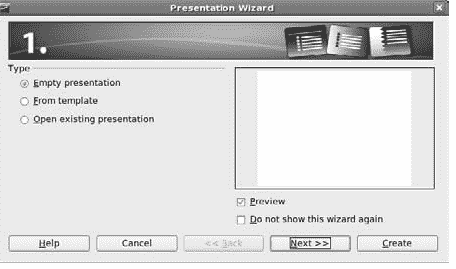 Presentation Wizard
1.
Type
Empty presentation
From template
Open existing presentation
Preview
Do not show this wizard again
Help
Cancel
<< Back
Next >>
Create